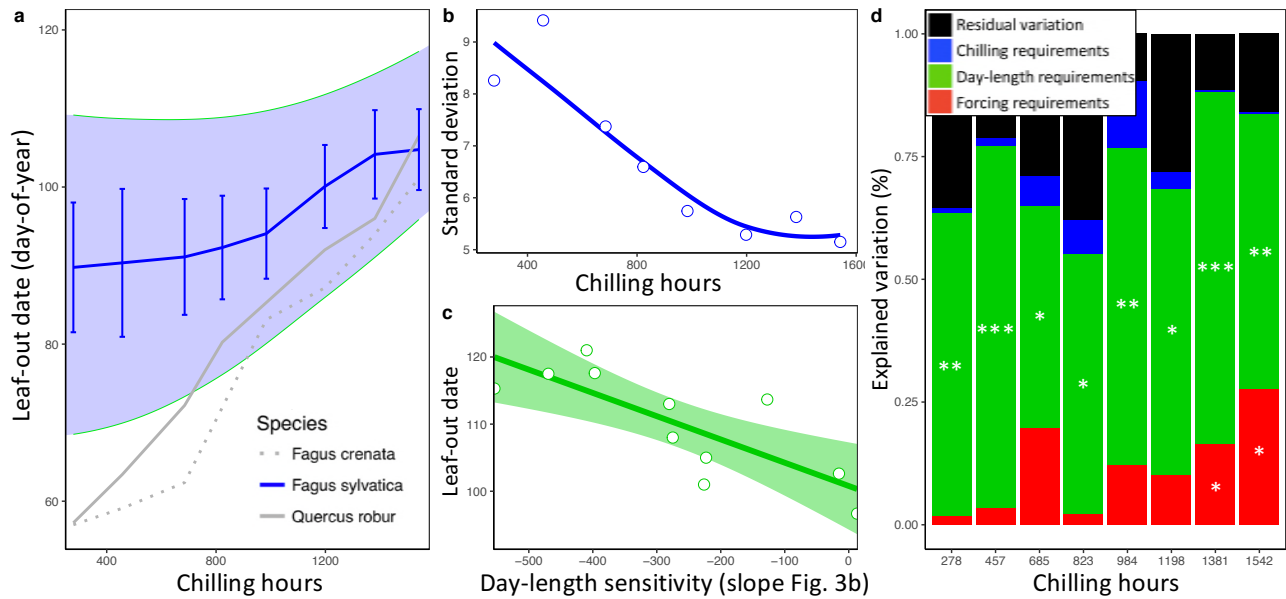 a
Leaf-out date (day-of-year)
120
100
80
60
Species
Fagus crenata
Fagus sylvatica
Quercus robur
400
800
1200
Chilling hours
b
Standard deviation
9
8
7
6
5
400
800
1200
1600
Chilling hours
c
Leaf-out date
120
110
100
−500
−400
−300
−200
−100
0
Day-length sensitivity (slope Fig. 3b)
d
Residual variation
Chilling requirements
Day-length requirements
Forcing requirements
Explained variation (%)
1.00
0.75
0.50
0.25
0.00
**
***
*
*
**
*
***
*
**
*
278
457
685
823
984
1198
1381
1542
Chilling hours